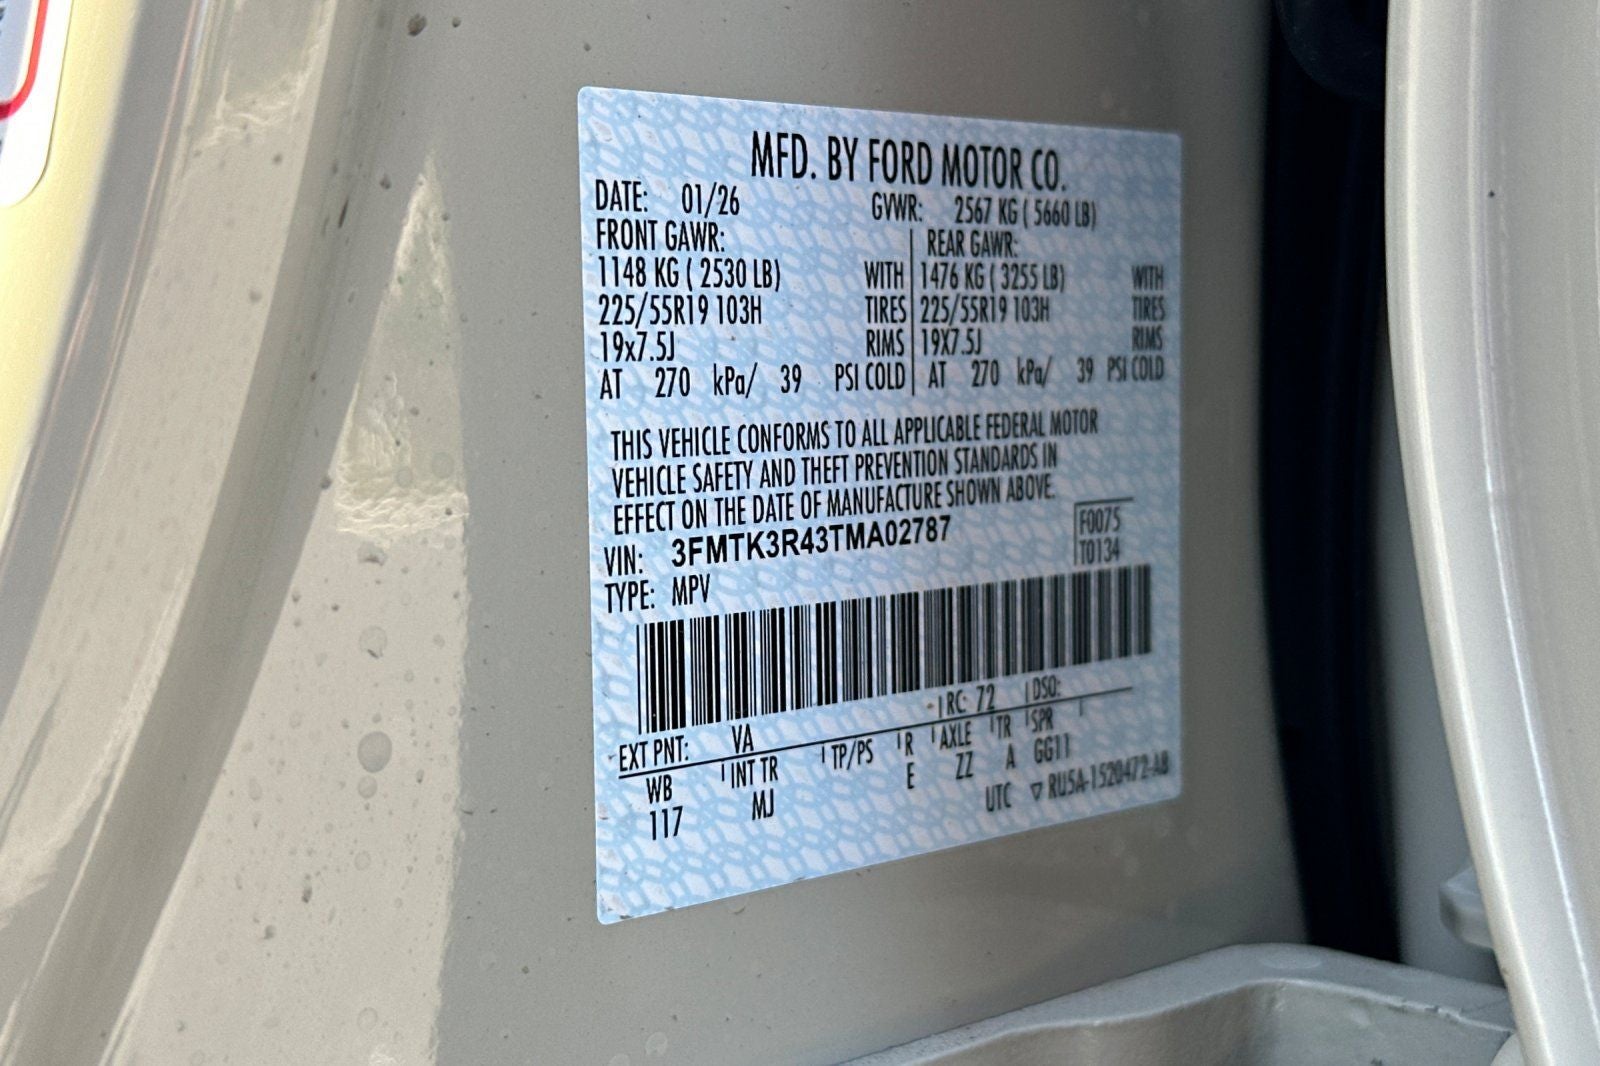 MFD. BY FORD MOTOR CO.
DATE: 01/26 GVWR: 2567 KG ( 5660 LB)
FRONT GAWR: REAR GAWR:
1148 KG ( 2530 LB) WITH 1476 KG ( 3255 LB) WITH
225/55R19 103H TIRES 225/55R19 103H TIRES
19x7.5J RIMS 19X7.5J RIMS
AT 270 kPa/ 39 PSI COLD AT 270 kPa/ 39 PSI COLD
THIS VEHICLE CONFORMS TO ALL APPLICABLE FEDERAL MOTOR
VEHICLE SAFETY AND THEFT PREVENTION STANDARDS IN
EFFECT ON THE DATE OF MANUFACTURE SHOWN ABOVE.
VIN: 3FMTK3R43TMA02787 F0075
TYPE: MPV T0134
EXT PNT: VA RC: 72 DSO:
WB INT TR TP/PS R AXLE TR SPR
117 MJ E ZZ A GG11
UTC ▽ RU5A-1520472-AB